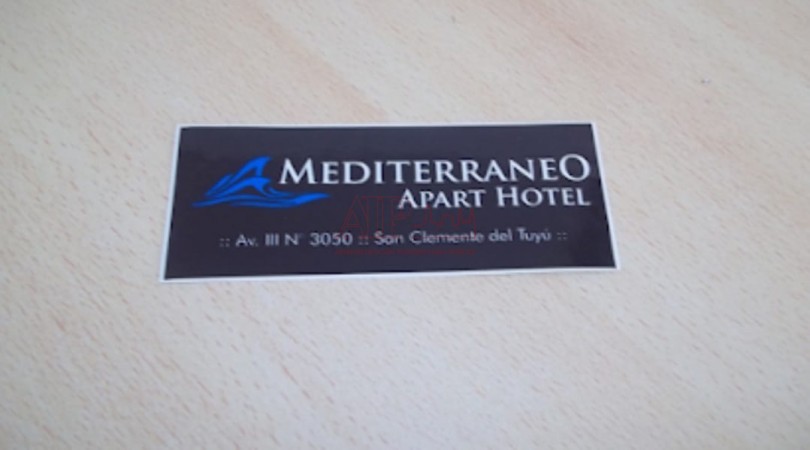 MEDITERRANEO
APART HOTEL
:: Av. III N° 3050 :: San Clemente del Tuyú ::